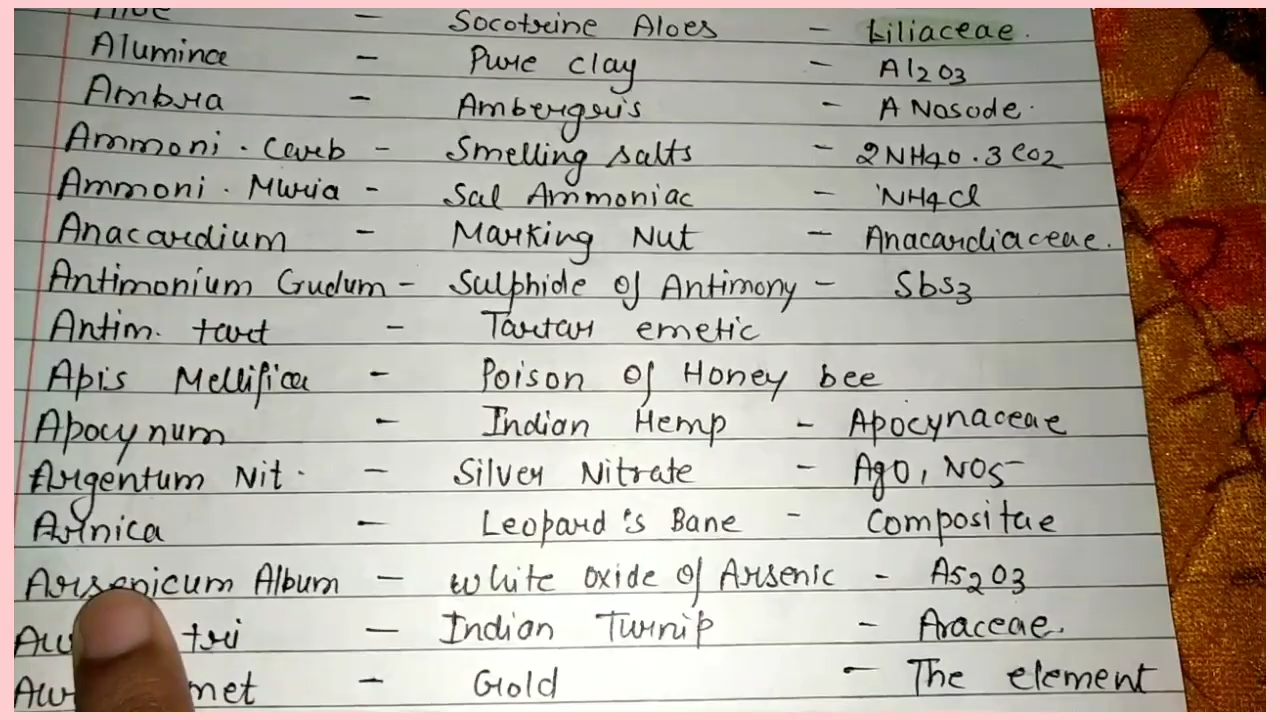 - Socotrine Aloes - Liliaceae.
Alumina - Pure clay - Al2O3
Ambra - Ambergris - A Nosode.
Ammoni. Carb - Smelling salts - 2NH4O.3CO2
Ammoni. Muria - Sal Ammoniac - NH4Cl
Anacardium - Marking Nut - Anacardiaceae.
Antimonium Crudum - Sulphide of Antimony - SbS3
Antim. tart - Tartar emetic
Apis Mellifica - Poison of Honey bee
Apocynum - Indian Hemp - Apocynaceae
Argentum Nit. - Silver Nitrate - AgO, NO5
Arnica - Leopard's Bane - Compositae
Arsenicum Album - White oxide of Arsenic - As2O3
tri - Indian Turnip - Araceae.
met - Gold - The element